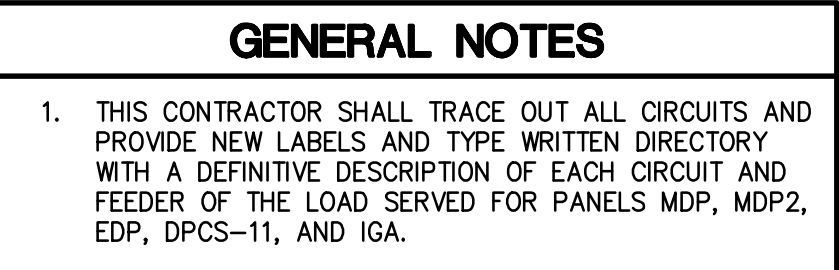 GENERAL NOTES
1. THIS CONTRACTOR SHALL TRACE OUT ALL CIRCUITS AND
PROVIDE NEW LABELS AND TYPE WRITTEN DIRECTORY
WITH A DEFINITIVE DESCRIPTION OF EACH CIRCUIT AND
FEEDER OF THE LOAD SERVED FOR PANELS MDP, MDP2,
EDP, DPCS-11, AND IGA.